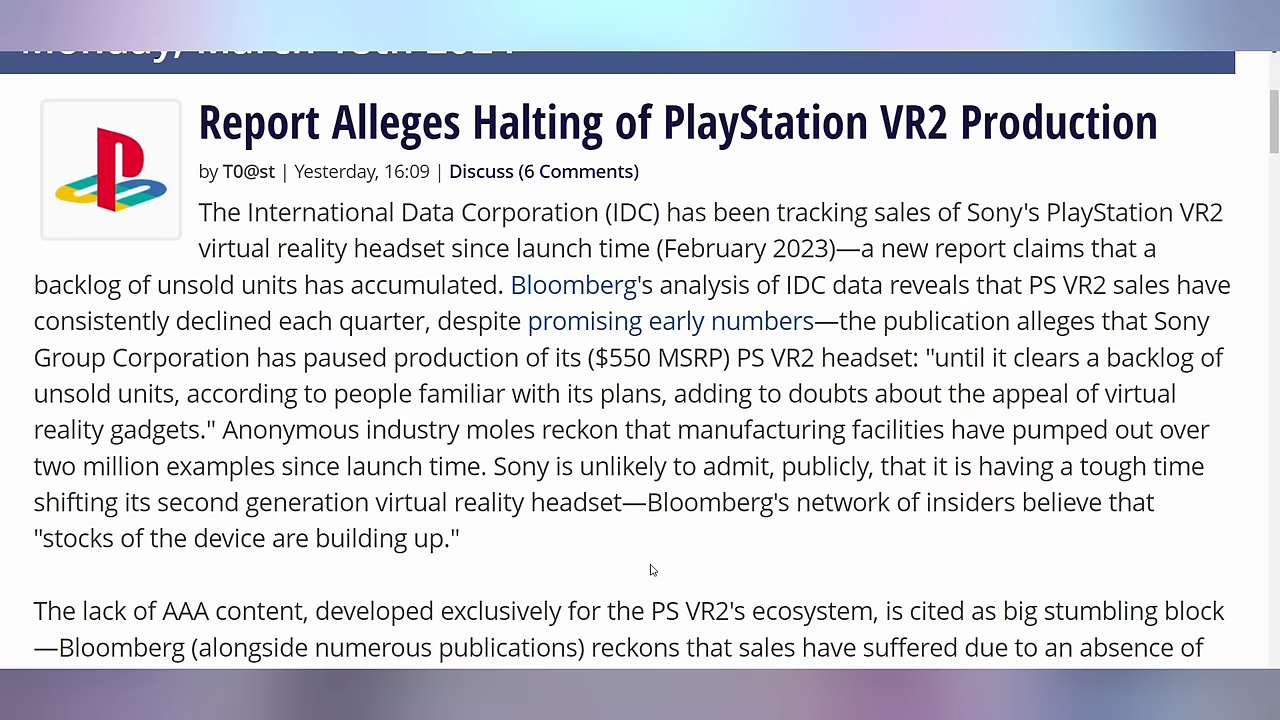 Report Alleges Halting of PlayStation VR2 Production
by T0@st | Yesterday, 16:09 | Discuss (6 Comments)
The International Data Corporation (IDC) has been tracking sales of Sony's PlayStation VR2
virtual reality headset since launch time (February 2023)—a new report claims that a
backlog of unsold units has accumulated. Bloomberg's analysis of IDC data reveals that PS VR2 sales have
consistently declined each quarter, despite promising early numbers—the publication alleges that Sony
Group Corporation has paused production of its ($550 MSRP) PS VR2 headset: "until it clears a backlog of
unsold units, according to people familiar with its plans, adding to doubts about the appeal of virtual
reality gadgets." Anonymous industry moles reckon that manufacturing facilities have pumped out over
two million examples since launch time. Sony is unlikely to admit, publicly, that it is having a tough time
shifting its second generation virtual reality headset—Bloomberg's network of insiders believe that
"stocks of the device are building up."
The lack of AAA content, developed exclusively for the PS VR2's ecosystem, is cited as big stumbling block
—Bloomberg (alongside numerous publications) reckons that sales have suffered due to an absence of